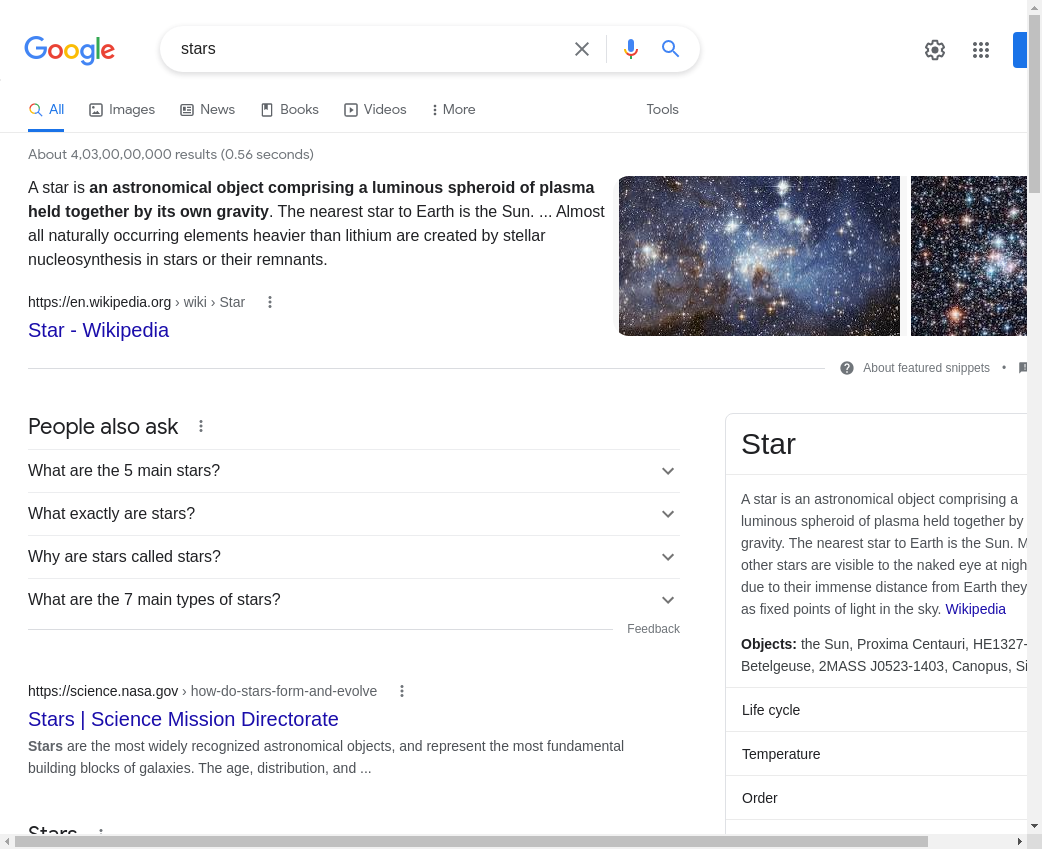 Google
stars
All
Images
News
Books
Videos
More
Tools
About 4,03,00,00,000 results (0.56 seconds)
A star is an astronomical object comprising a luminous spheroid of plasma
held together by its own gravity. The nearest star to Earth is the Sun. ... Almost
all naturally occurring elements heavier than lithium are created by stellar
nucleosynthesis in stars or their remnants.
https://en.wikipedia.org › wiki › Star
Star - Wikipedia
About featured snippets •
People also ask
What are the 5 main stars?
What exactly are stars?
Why are stars called stars?
What are the 7 main types of stars?
Feedback
https://science.nasa.gov › how-do-stars-form-and-evolve
Stars | Science Mission Directorate
Stars are the most widely recognized astronomical objects, and represent the most fundamental
building blocks of galaxies. The age, distribution, and ...
Stars
Star
A star is an astronomical object comprising a
luminous spheroid of plasma held together by
gravity. The nearest star to Earth is the Sun. M
other stars are visible to the naked eye at nigh
due to their immense distance from Earth they
as fixed points of light in the sky. Wikipedia
Objects: the Sun, Proxima Centauri, HE1327-
Betelgeuse, 2MASS J0523-1403, Canopus, Si
Life cycle
Temperature
Order